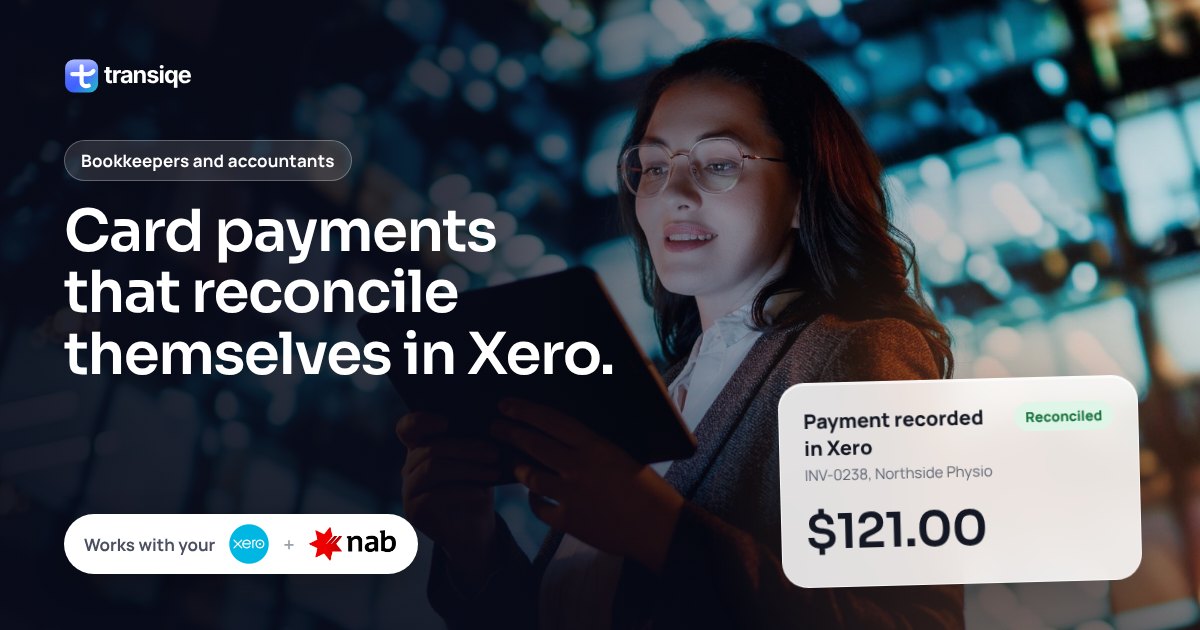 transiqe
Bookkeepers and accountants
Card payments
that reconcile
themselves in Xero.
Payment recorded
in Xero
Reconciled
INV-0238, Northside Physio
$121.00
Works with your xero + nab